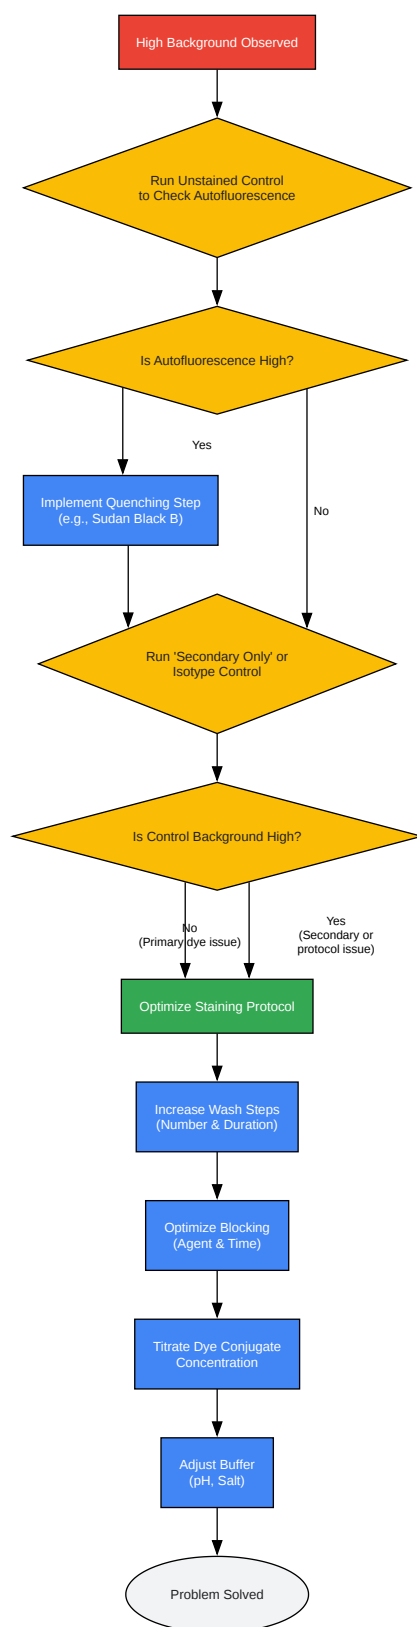 High Background Observed
Run Unstained Control
to Check Autofluorescence
Is Autofluorescence High?
Yes
Implement Quenching Step
(e.g., Sudan Black B)
No
Run 'Secondary Only' or
Isotype Control
Is Control Background High?
No
(Primary dye issue)
Yes
(Secondary or
protocol issue)
Optimize Staining Protocol
Increase Wash Steps
(Number & Duration)
Optimize Blocking
(Agent & Time)
Titrate Dye Conjugate
Concentration
Adjust Buffer
(pH, Salt)
Problem Solved